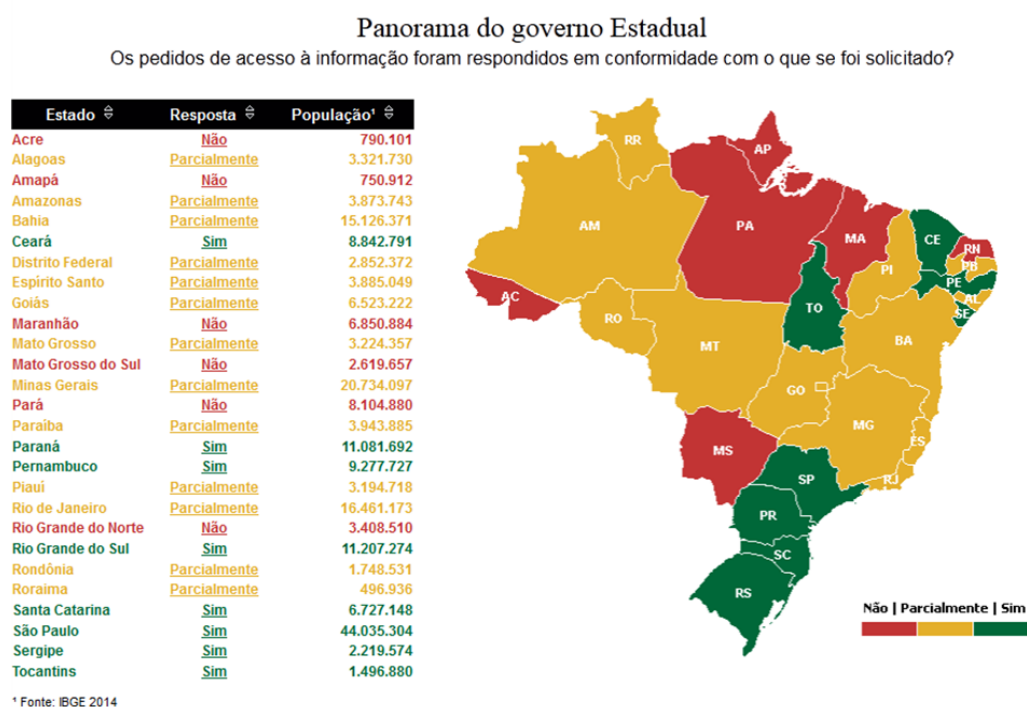 Panorama do governo Estadual
Os pedidos de acesso à informação foram respondidos em conformidade com o que se foi solicitado?
Estado Resposta População¹
Acre Não 790.101
Alagoas Parcialmente 3.321.730
Amapá Não 750.912
Amazonas Parcialmente 3.873.743
Bahia Parcialmente 15.126.371
Ceará Sim 8.842.791
Distrito Federal Parcialmente 2.852.372
Espírito Santo Parcialmente 3.885.049
Goiás Parcialmente 6.523.222
Maranhão Não 6.850.884
Mato Grosso Parcialmente 3.224.357
Mato Grosso do Sul Não 2.619.657
Minas Gerais Parcialmente 20.734.097
Pará Não 8.104.880
Paraíba Parcialmente 3.943.885
Paraná Sim 11.081.692
Pernambuco Sim 9.277.727
Piauí Parcialmente 3.194.718
Rio de Janeiro Parcialmente 16.461.173
Rio Grande do Norte Não 3.408.510
Rio Grande do Sul Sim 11.207.274
Rondônia Parcialmente 1.748.531
Roraima Parcialmente 496.936
Santa Catarina Sim 6.727.148
São Paulo Sim 44.035.304
Sergipe Sim 2.219.574
Tocantins Sim 1.496.880
¹ Fonte: IBGE 2014
RR
AP
AM
PA
MA
CE
RN
PI
PB
PE
AL
SE
AC
RO
TO
BA
MT
GO
MG
ES
MS
RJ
SP
PR
SC
RS
Não | Parcialmente | Sim